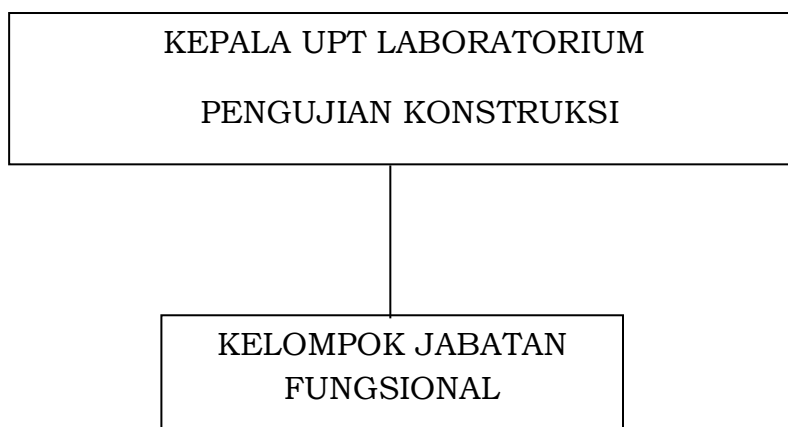 KEPALA UPT LABORATORIUM
PENGUJIAN KONSTRUKSI
KELOMPOK JABATAN
FUNGSIONAL